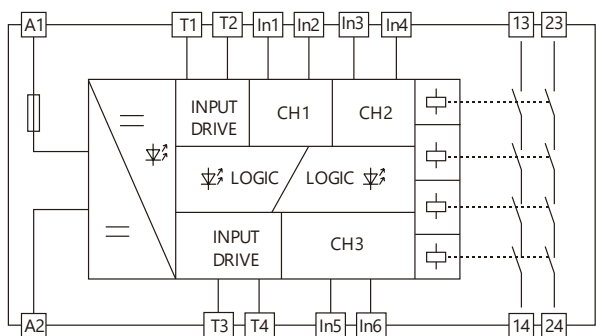 A1 T1 T2 In1 In2 In3 In4 13 23
INPUT
DRIVE
CH1
CH2
LOGIC
LOGIC
INPUT
DRIVE
CH3
A2 T3 T4 In5 In6 14 24